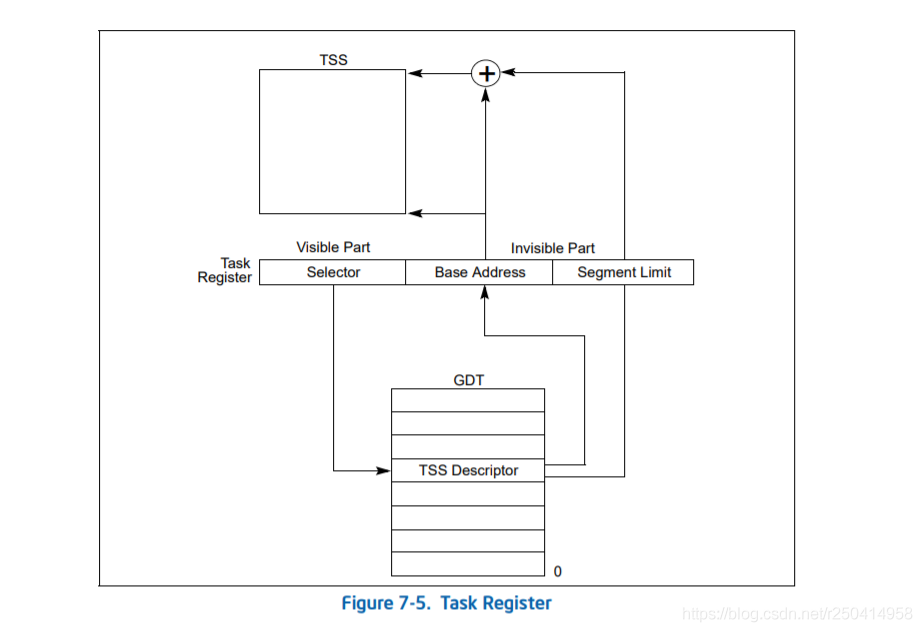 TSS
+
Visible Part
Invisible Part
Task
Register
Selector
Base Address
Segment Limit
GDT
TSS Descriptor
0
Figure 7-5. Task Register
https://blog.csdn.net/r250414958